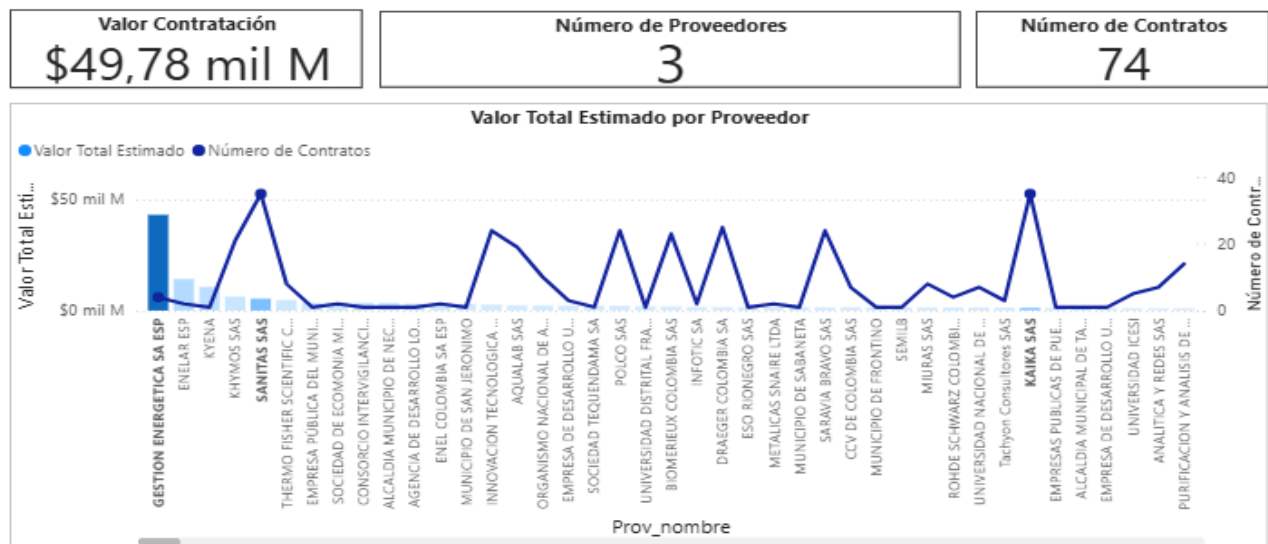 Valor Contratación
$49,78 mil M
Número de Proveedores
3
Número de Contratos
74
Valor Total Estimado por Proveedor
Valor Total Estimado
Número de Contratos
Valor Total Esti...
$50 mil M
$0 mil M
40
20
0
Número de Contr...
GESTION ENERGETICA SA ESP
ENELAR ESP
KYENA
KHYMOS SAS
SANITAS SAS
THERMO FISHER SCIENTIFIC C...
EMPRESA PÚBLICA DEL MUNI...
SOCIEDAD DE ECOMONIA MI...
CONSORCIO INTERVIGILANCI...
ALCALDIA MUNICIPIO DE NEC...
AGENCIA DE DESARROLLO LO...
ENEL COLOMBIA SA ESP
MUNICIPIO DE SAN JERONIMO
INNOVACION TECNOLOGICA ...
AQUALAB SAS
ORGANISMO NACIONAL DE A...
EMPRESA DE DESARROLLO U...
SOCIEDAD TEQUENDAMA SA
POLCO SAS
UNIVERSIDAD DISTRITAL FRA...
BIOMERIEUX COLOMBIA SAS
INFOTIC SA
DRAEGER COLOMBIA SA
ESO RIONEGRO SAS
METALICAS SNAIRE LTDA
MUNICIPIO DE SABANETA
SARAVIA BRAVO SAS
CCV DE COLOMBIA SAS
MUNICIPIO DE FRONTINO
SEMILB
MIURAS SAS
ROHDE SCHWARZ COLOMBI...
UNIVERSIDAD NACIONAL DE ...
Tachyon Consultores SAS
KAIKA SAS
EMPRESAS PUBLICAS DE PUE...
ALCALDIA MUNICIPAL DE TA...
EMPRESA DE DESARROLLO U...
UNIVERSIDAD ICESI
ANALITICA Y REDES SAS
PURIFICACION Y ANALISIS DE ...
Prov_nombre